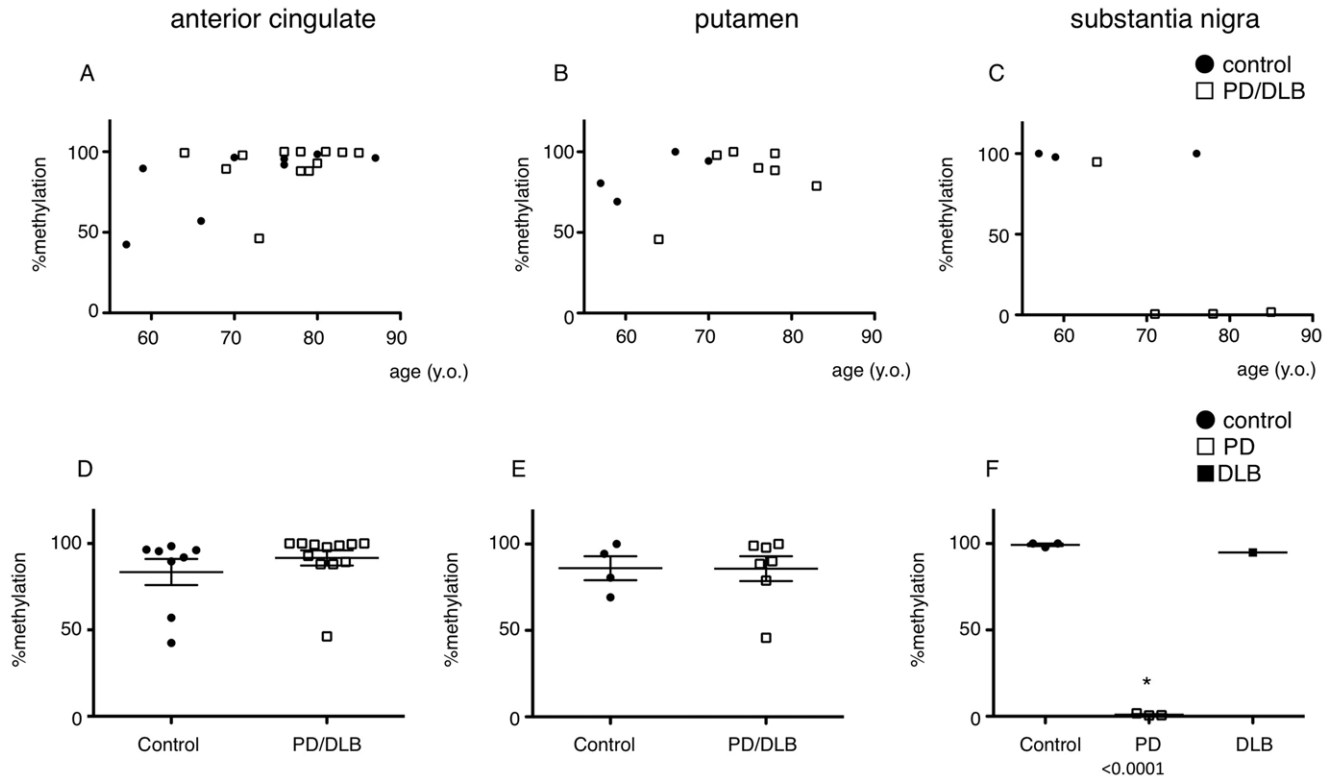 anterior cingulate
putamen
substantia nigra
A
B
C
control
PD/DLB
%methylation
100
50
0
60 70 80 90
age (y.o.)
%methylation
100
50
0
60 70 80 90
age (y.o.)
%methylation
100
50
0
60 70 80 90
age (y.o.)
control
PD
DLB
D
E
F
%methylation
100
50
0
Control PD/DLB
%methylation
100
50
0
Control PD/DLB
%methylation
100
50
0
*
Control PD DLB
<0.0001